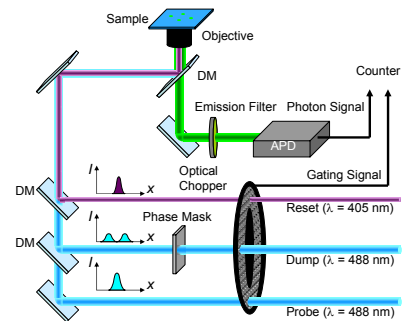 Sample
Objective
DM
Counter
Emission Filter
Photon Signal
APD
Optical
Chopper
Gating Signal
DM
I
x
Reset (λ = 405 nm)
Phase Mask
DM
I
x
Dump (λ = 488 nm)
I
x
Probe (λ = 488 nm)